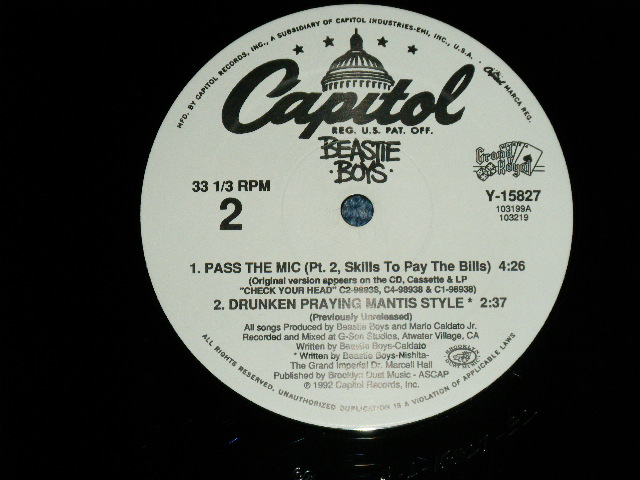 MFD. BY CAPITOL RECORDS, INC., A SUBSIDIARY OF CAPITOL INDUSTRIES-EMI, INC., U.S.A. · Capitol MARCA REG.
Capitol
REG. U.S. PAT. OFF.
BEASTIE
·BOYS·
Grand Royal
33 1/3 RPM
2
Y-15827
103199A
103219
1. PASS THE MIC (Pt. 2, Skills To Pay The Bills) 4:26
(Original version appears on the CD, Cassette & LP
"CHECK YOUR HEAD" C2-98938, C4-98938 & C1-98938)
2. DRUNKEN PRAYING MANTIS STYLE * 2:37
(Previously Unreleased)
All songs Produced by Beastie Boys and Mario Caldato Jr.
Recorded and Mixed at G-Son Studios, Atwater Village, CA
Written by Beastie Boys-Caldato
* Written by Beastie Boys-Nishita-
The Grand Imperial Dr. Marcell Hall
Published by Brooklyn Dust Music - ASCAP
℗ 1992 Capitol Records, Inc.
BROOKLYN DUST MUSIC
ALL RIGHTS RESERVED. UNAUTHORIZED DUPLICATION IS A VIOLATION OF APPLICABLE LAWS